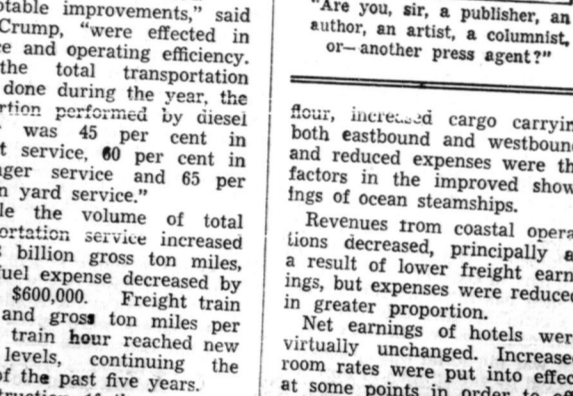 table improvements," said
Crump, "were effected in
and operating efficiency.
the total transportation
done during the year, the
performed by diesel
was 45 per cent in
service, 60 per cent in
service and 65 per
yard service."
the volume of total
service increased
billion gross ton miles,
fuel expense decreased by
$600,000. Freight train
and gross ton miles per
train hour reached new
levels, continuing the
of the past five years.
"Are you, sir, a publisher, an
author, an artist, a columnist,
or—another press agent?"
flour, increased cargo carryin
both eastbound and westboun
and reduced expenses were th
factors in the improved show
ings of ocean steamships.
Revenues from coastal opera
tions decreased, principally a
a result of lower freight earn
ings, but expenses were reduce
in greater proportion.
Net earnings of hotels wer
virtually unchanged. Increase
room rates were put into effec
at some points in order to